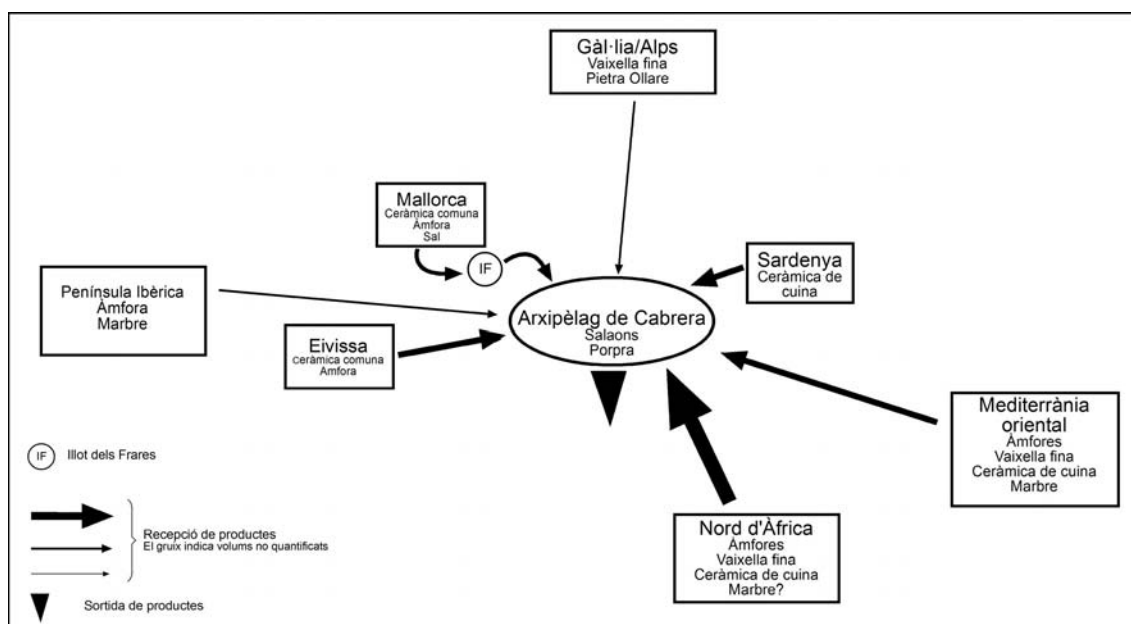 Gàl·lia/Alps
Vaixella fina
Pietra Ollare
Mallorca
Ceràmica comuna
Àmfora
Sal
IF
Sardenya
Ceràmica de
cuina
Península Ibèrica
Àmfora
Marbre
Arxipèlag de Cabrera
Salaons
Porpra
Eivissa
Ceràmica comuna
Amfora
Mediterrània
oriental
Àmfores
Vaixella fina
Ceràmica de cuina
Marbre
Nord d'Àfrica
Àmfores
Vaixella fina
Ceràmica de cuina
Marbre?
IF Illot dels Frares
Recepció de productes
El gruix indica volums no quantificats
Sortida de productes